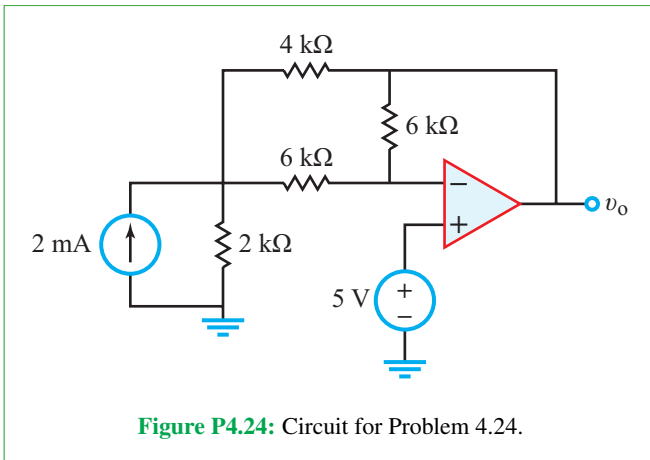 4 kΩ
6 kΩ
6 kΩ
−
+
v₀
2 mA
2 kΩ
5 V
+
−
Figure P4.24: Circuit for Problem 4.24.